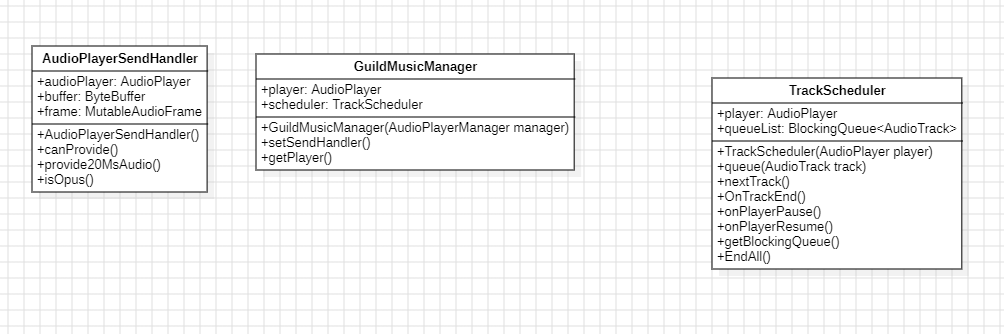 AudioPlayerSendHandler
+audioPlayer: AudioPlayer
+buffer: ByteBuffer
+frame: MutableAudioFrame
+AudioPlayerSendHandler()
+canProvide()
+provide20MsAudio()
+isOpus()
GuildMusicManager
+player: AudioPlayer
+scheduler: TrackScheduler
+GuildMusicManager(AudioPlayerManager manager)
+setSendHandler()
+getPlayer()
TrackScheduler
+player: AudioPlayer
+queueList: BlockingQueue<AudioTrack>
+TrackScheduler(AudioPlayer player)
+queue(AudioTrack track)
+nextTrack()
+OnTrackEnd()
+onPlayerPause()
+onPlayerResume()
+getBlockingQueue()
+EndAll()